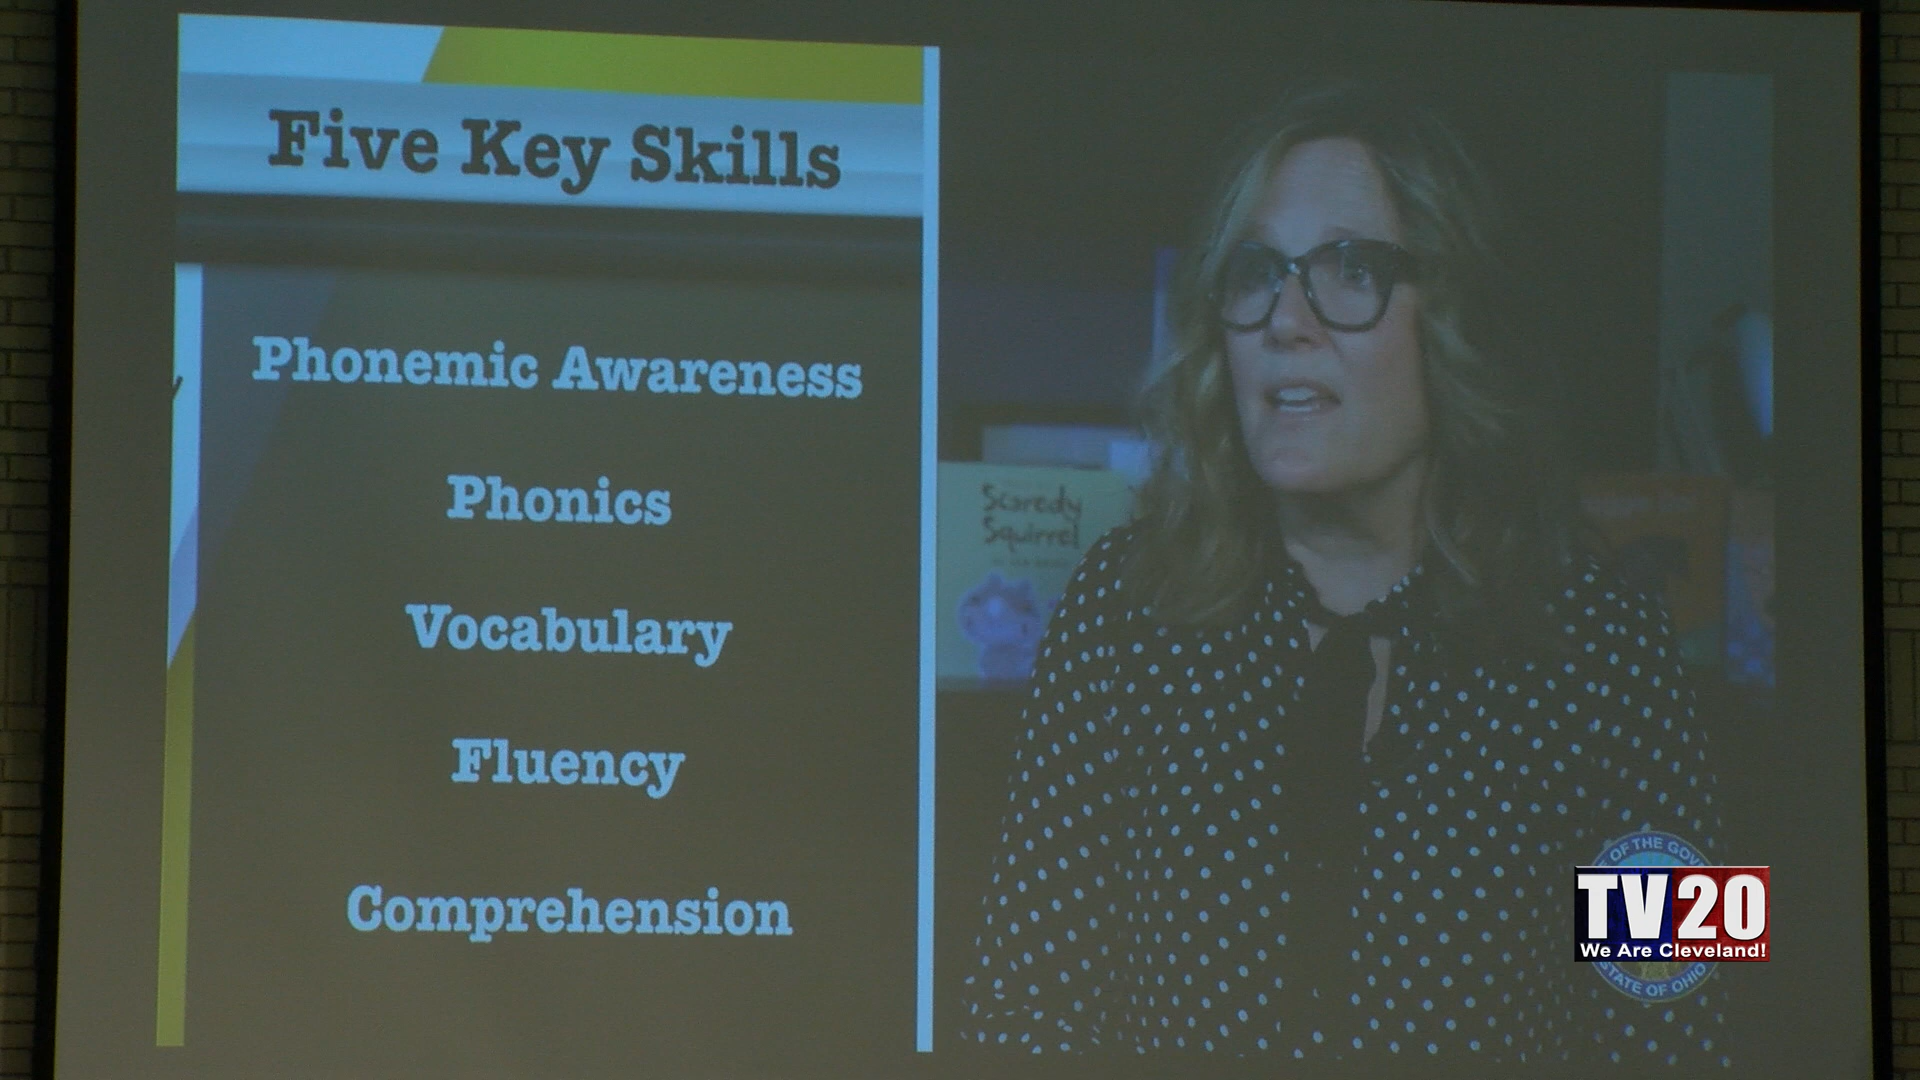 Five Key Skills
Phonemic Awareness
Phonics
Vocabulary
Fluency
Comprehension
Scaredy
Squirrel
OF THE GOV
TV20
We Are Cleveland!
STATE OF OHIO